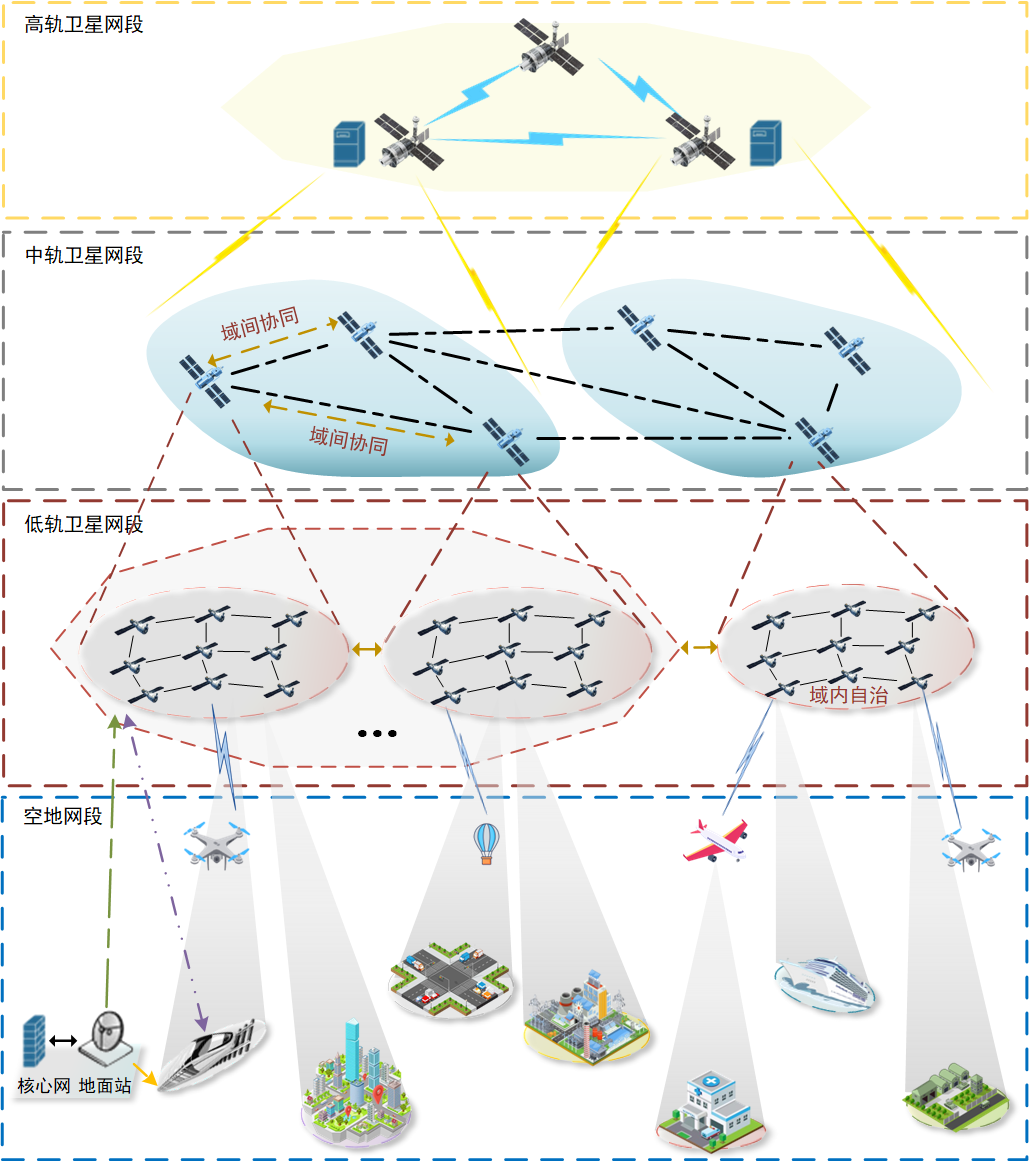 高轨卫星网段
中轨卫星网段
域间协同
域间协同
低轨卫星网段
域内自治
空地网段
核心网 地面站